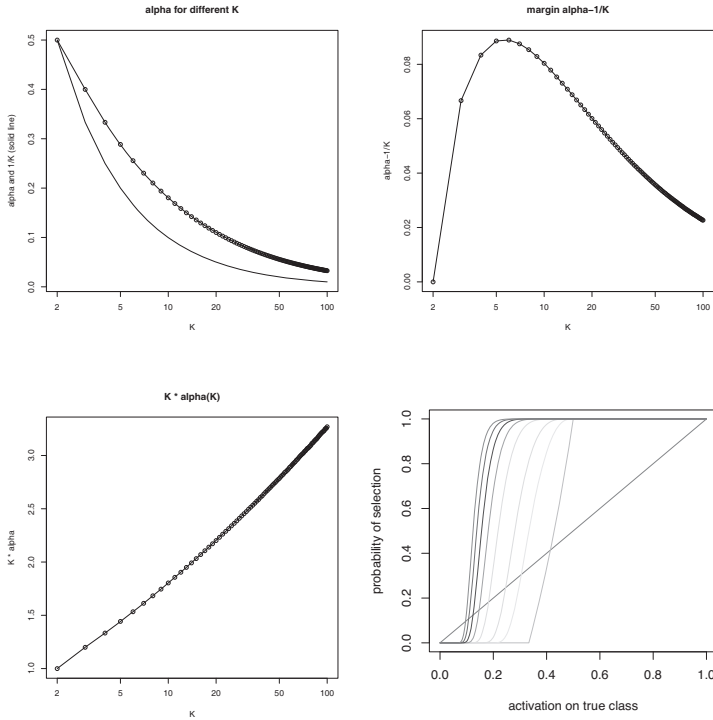 alpha for different K
alpha and 1/K (solid line)
0.0 0.1 0.2 0.3 0.4 0.5
2 5 10 20 50 100
K
margin alpha−1/K
alpha−1/K
0.00 0.02 0.04 0.06 0.08
2 5 10 20 50 100
K
K * alpha(K)
K * alpha
1.0 1.5 2.0 2.5 3.0
2 5 10 20 50 100
K
probability of selection
0.0 0.2 0.4 0.6 0.8 1.0
0.0 0.2 0.4 0.6 0.8 1.0
activation on true class